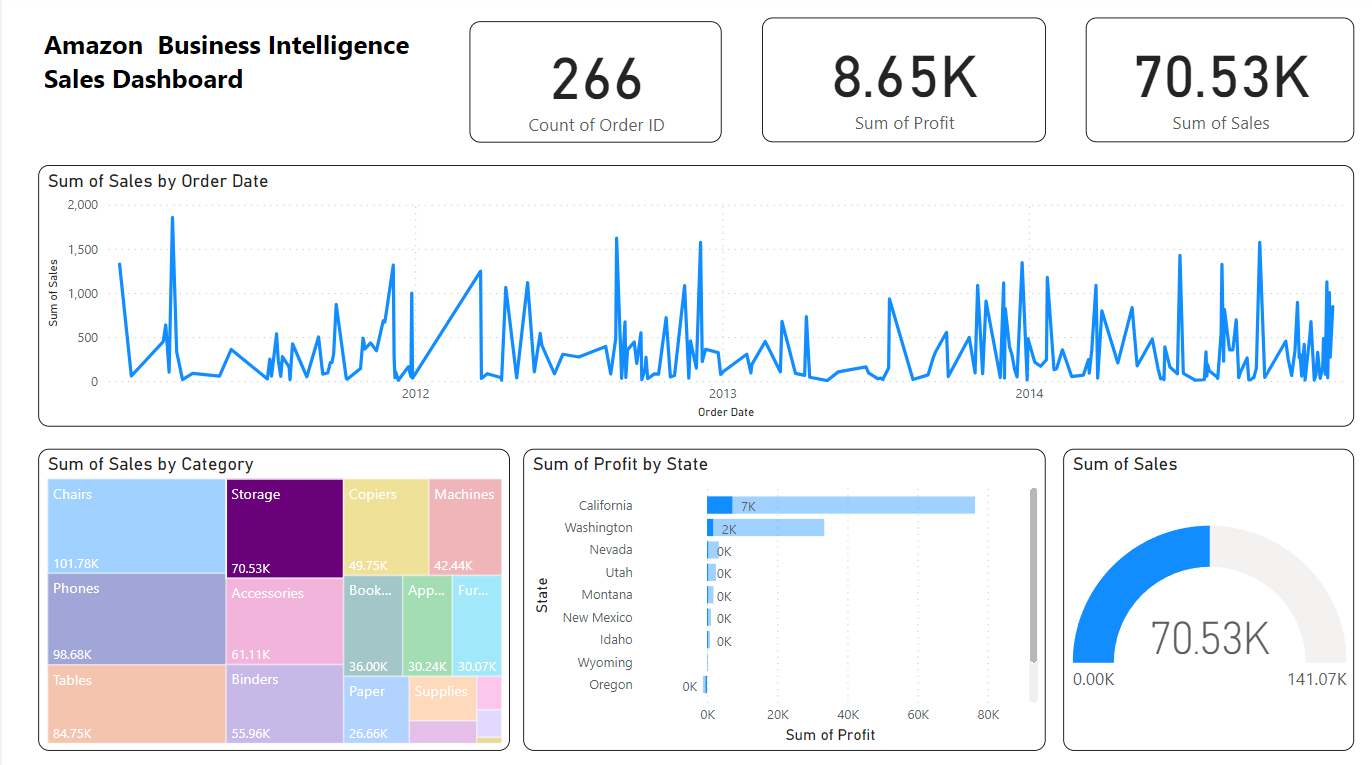 Amazon  Business Intelligence
Sales Dashboard
266
Count of Order ID
8.65K
Sum of Profit
70.53K
Sum of Sales
Sum of Sales by Order Date
Sum of Sales
2,000
1,500
1,000
500
0
2012
2013
2014
Order Date
Sum of Sales by Category
Chairs
101.78K
Phones
98.68K
Tables
84.75K
Storage
70.53K
Accessories
61.11K
Binders
55.96K
Copiers
49.75K
Machines
42.44K
Book...
36.00K
App...
30.24K
Fur...
30.07K
Paper
26.66K
Supplies
Sum of Profit by State
State
California
7K
Washington
2K
Nevada
0K
Utah
0K
Montana
0K
New Mexico
0K
Idaho
0K
Wyoming
Oregon
0K
0K
20K
40K
60K
80K
Sum of Profit
Sum of Sales
70.53K
0.00K
141.07K